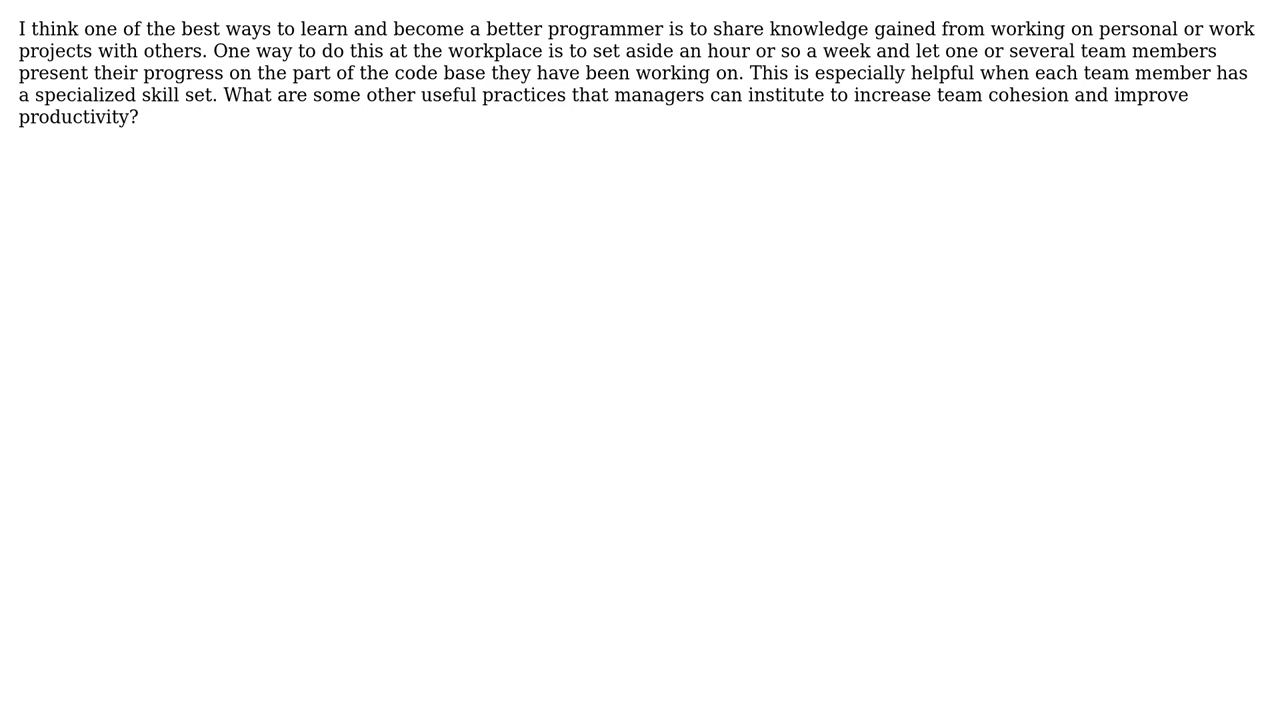 I think one of the best ways to learn and become a better programmer is to share knowledge gained from working on personal or work
projects with others. One way to do this at the workplace is to set aside an hour or so a week and let one or several team members
present their progress on the part of the code base they have been working on. This is especially helpful when each team member has
a specialized skill set. What are some other useful practices that managers can institute to increase team cohesion and improve
productivity?